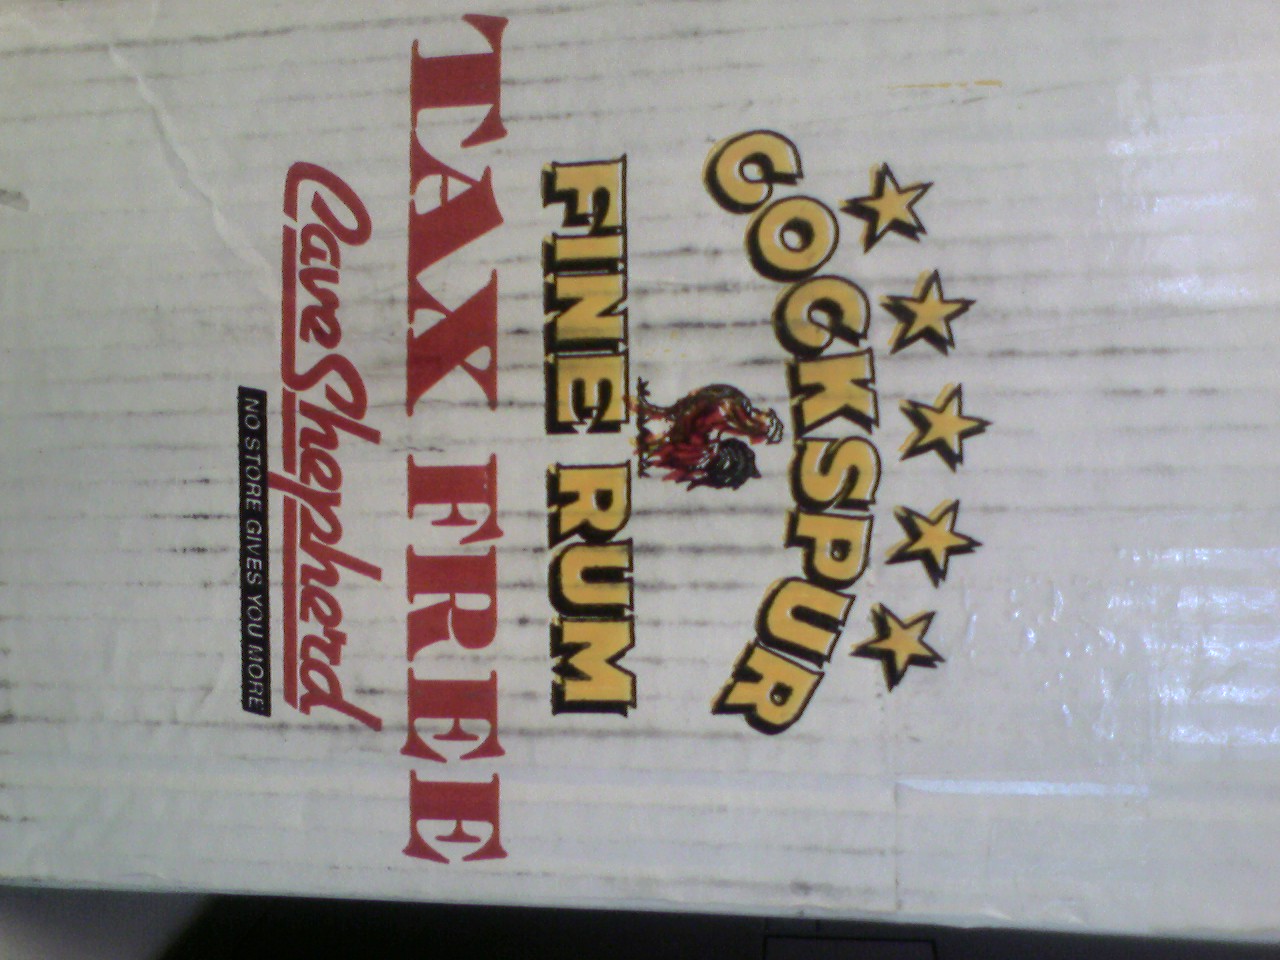 COCKSPUR
FINE RUM
TAX FREE
Cave Shepherd
NO STORE GIVES YOU MORE